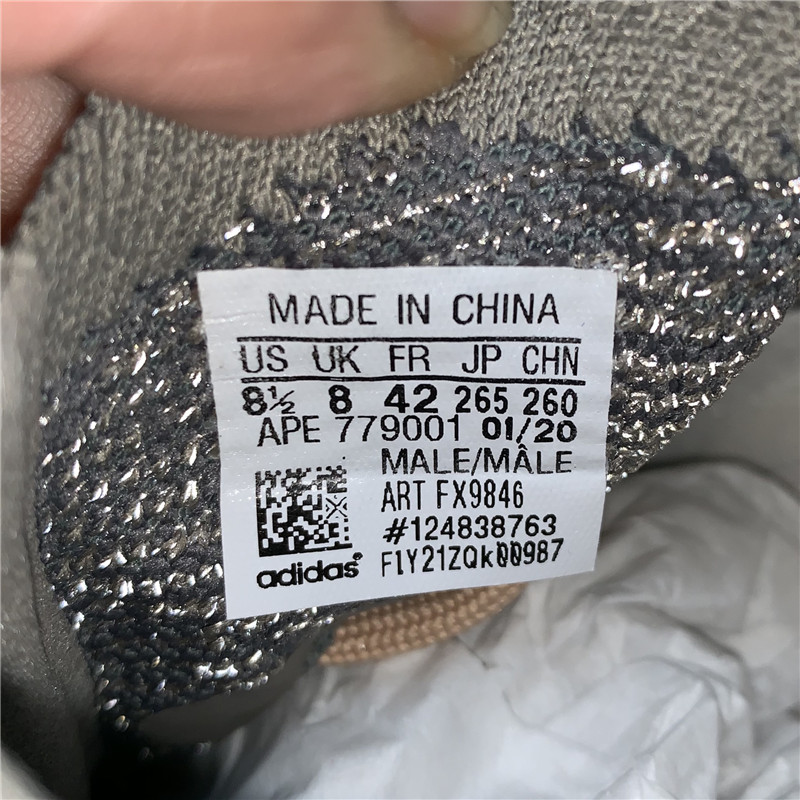 MADE IN CHINA
US UK FR JP CHN
8½ 8 42 265 260
APE 779001 01/20
MALE/MÂLE
ART FX9846
#124838763
adidas® F1Y21ZQk00987